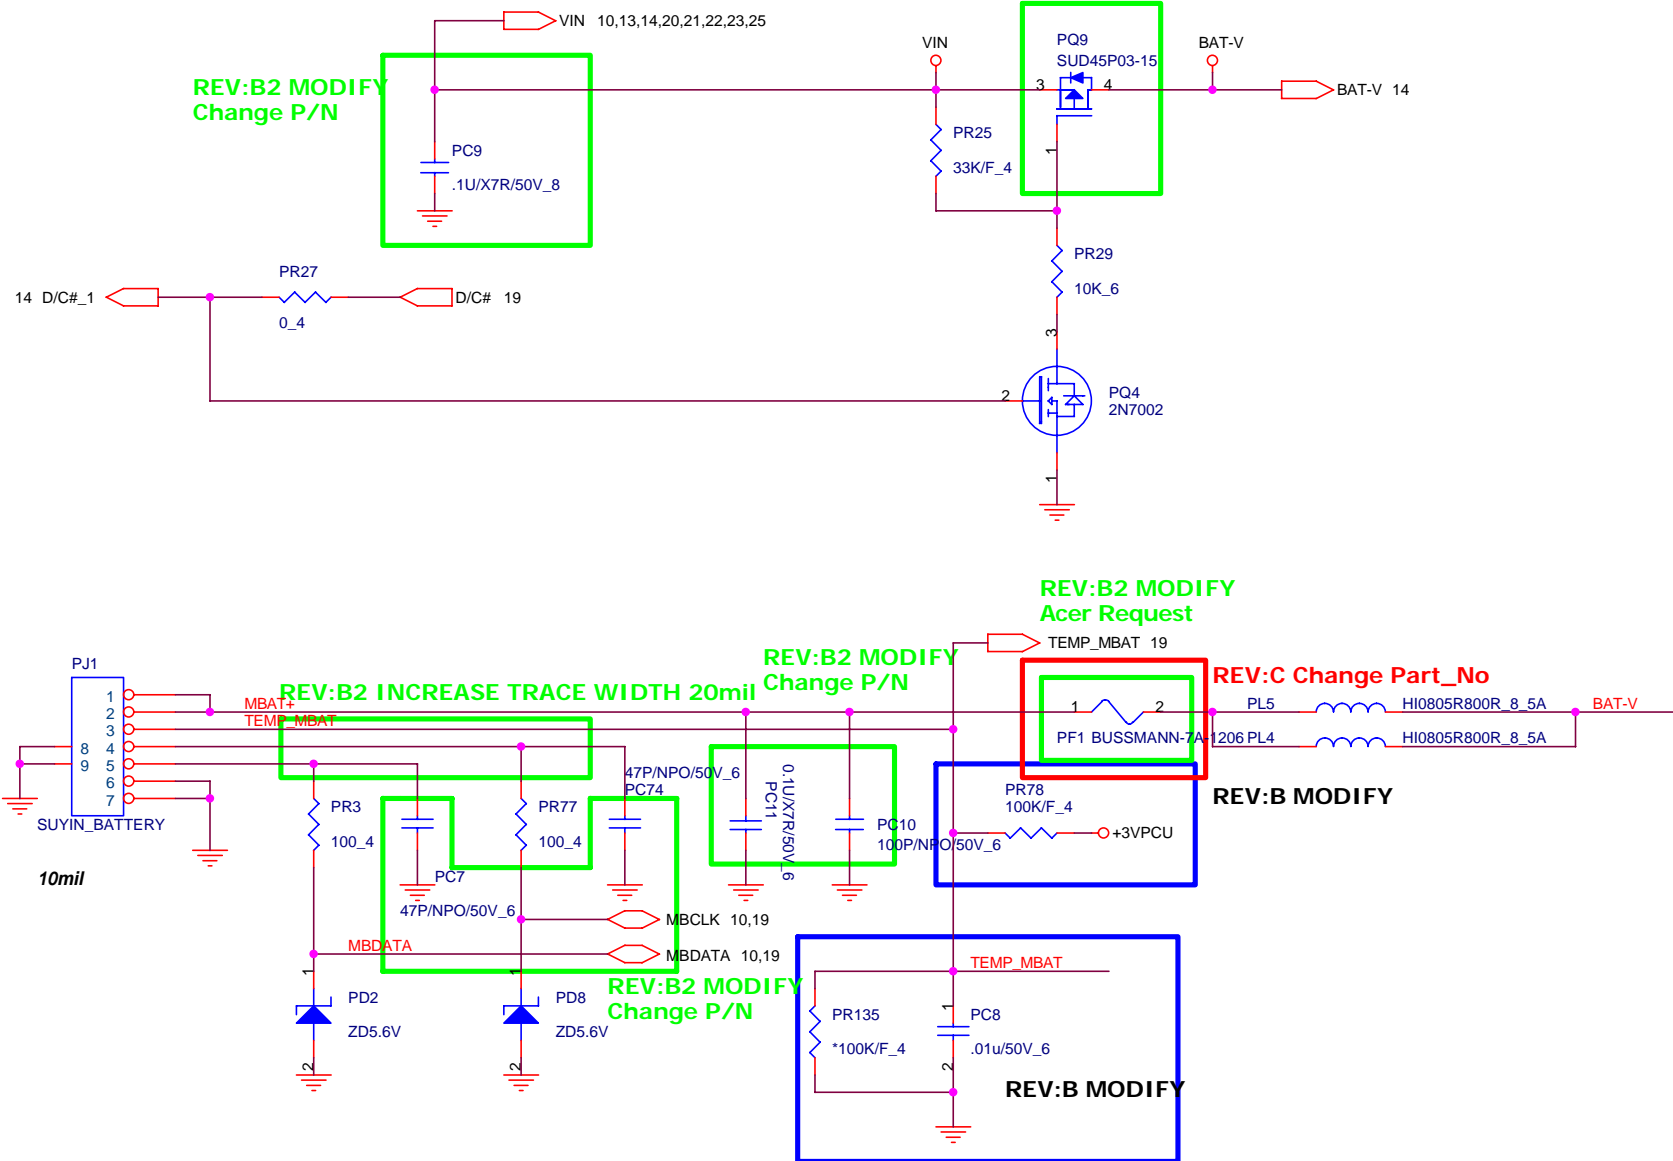 VIN 10,13,14,20,21,22,23,25
REV:B2 MODIFY
Change P/N
PC9
.1U/X7R/50V_8
VIN
PR25
33K/F_4
PQ9
SUD45P03-15
3
4
1
BAT-V
BAT-V 14
PR29
10K_6
14 D/C#_1
PR27
0_4
D/C# 19
3
2
PQ4
2N7002
1
REV:B2 MODIFY
Acer Request
TEMP_MBAT 19
PJ1
1
2
3
4
5
6
7
8
9
SUYIN_BATTERY
10mil
MBAT+
TEMP_MBAT
REV:B2 INCREASE TRACE WIDTH 20mil
REV:B2 MODIFY
Change P/N
REV:C Change Part_No
1
2
PF1 BUSSMANN-7A-1206
PL5
HI0805R800R_8_5A
BAT-V
PL4
HI0805R800R_8_5A
REV:B MODIFY
PR3
100_4
PC7
47P/NPO/50V_6
PR77
100_4
47P/NPO/50V_6
PC74
0.1U/X7R/50V_6
PC11
PC10
100P/NPO/50V_6
PR78
100K/F_4
+3VPCU
MBCLK 10,19
MBDATA
MBDATA 10,19
REV:B2 MODIFY
Change P/N
1
PD2
ZD5.6V
2
1
PD8
ZD5.6V
2
TEMP_MBAT
PR135
*100K/F_4
1
PC8
.01u/50V_6
2
REV:B MODIFY